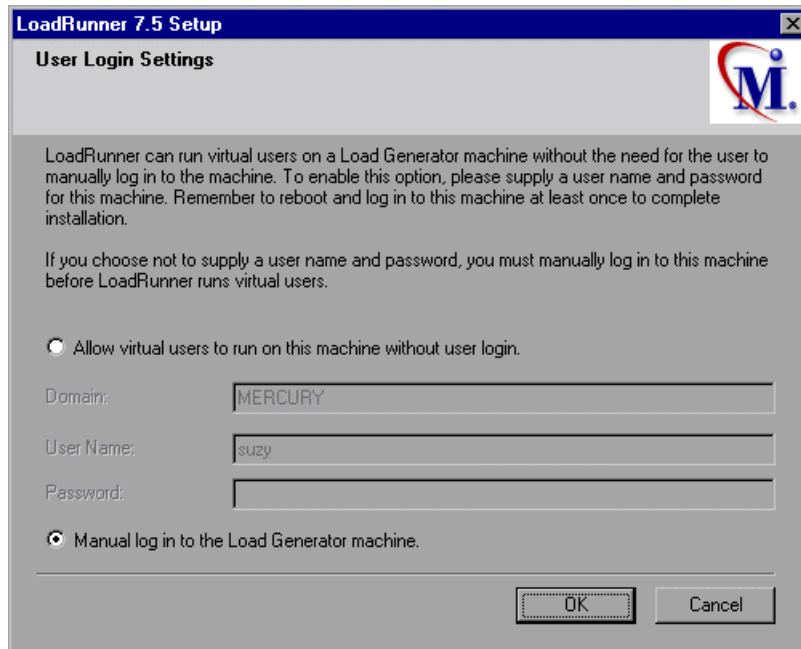 LoadRunner 7.5 Setup
User Login Settings
M.
LoadRunner can run virtual users on a Load Generator machine without the need for the user to
manually log in to the machine. To enable this option, please supply a user name and password
for this machine. Remember to reboot and log in to this machine at least once to complete
installation.
If you choose not to supply a user name and password, you must manually log in to this machine
before LoadRunner runs virtual users.
Allow virtual users to run on this machine without user login.
Domain: MERCURY
User Name: suzy
Password:
Manual log in to the Load Generator machine.
OK Cancel